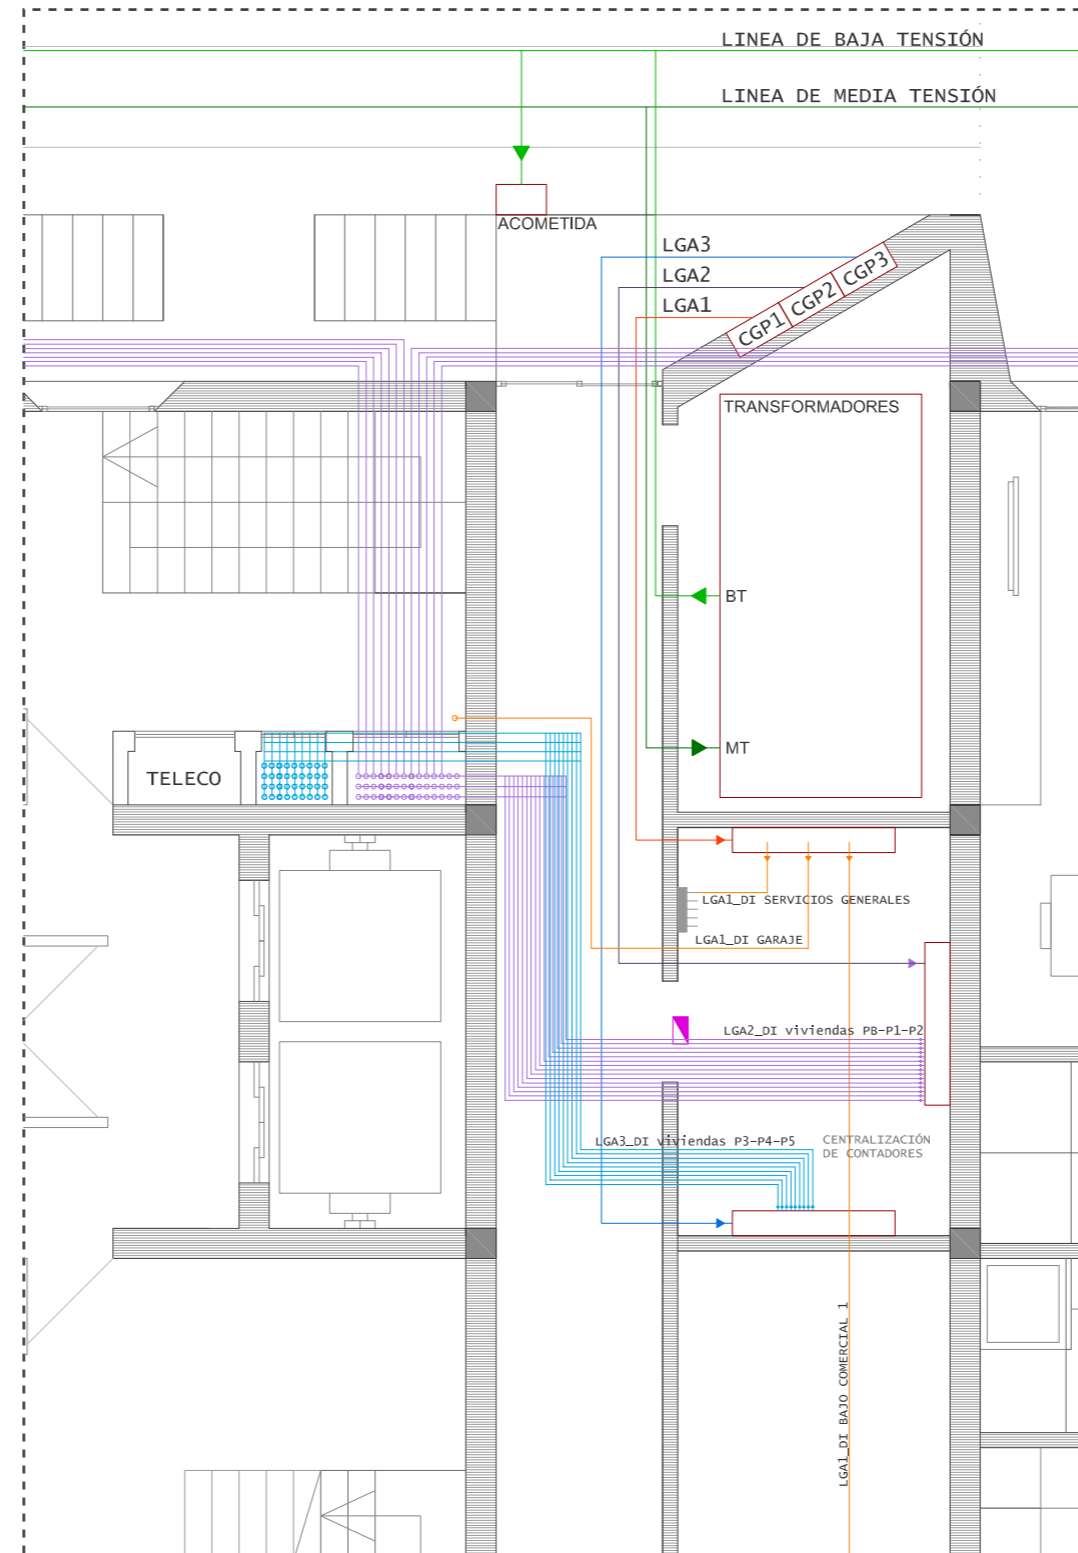 LINEA DE BAJA TENSIÓN
LINEA DE MEDIA TENSIÓN
ACOMETIDA
LGA3
LGA2
LGA1
CGP1
CGP2
CGP3
TRANSFORMADORES
BT
MT
TELECO
LGA1_DI SERVICIOS GENERALES
LGA1_DI GARAJE
LGA2_DI viviendas PB-P1-P2
LGA3_DI viviendas P3-P4-P5
CENTRALIZACIÓN
DE CONTADORES
LGA1_DI BAJO COMERCIAL 1